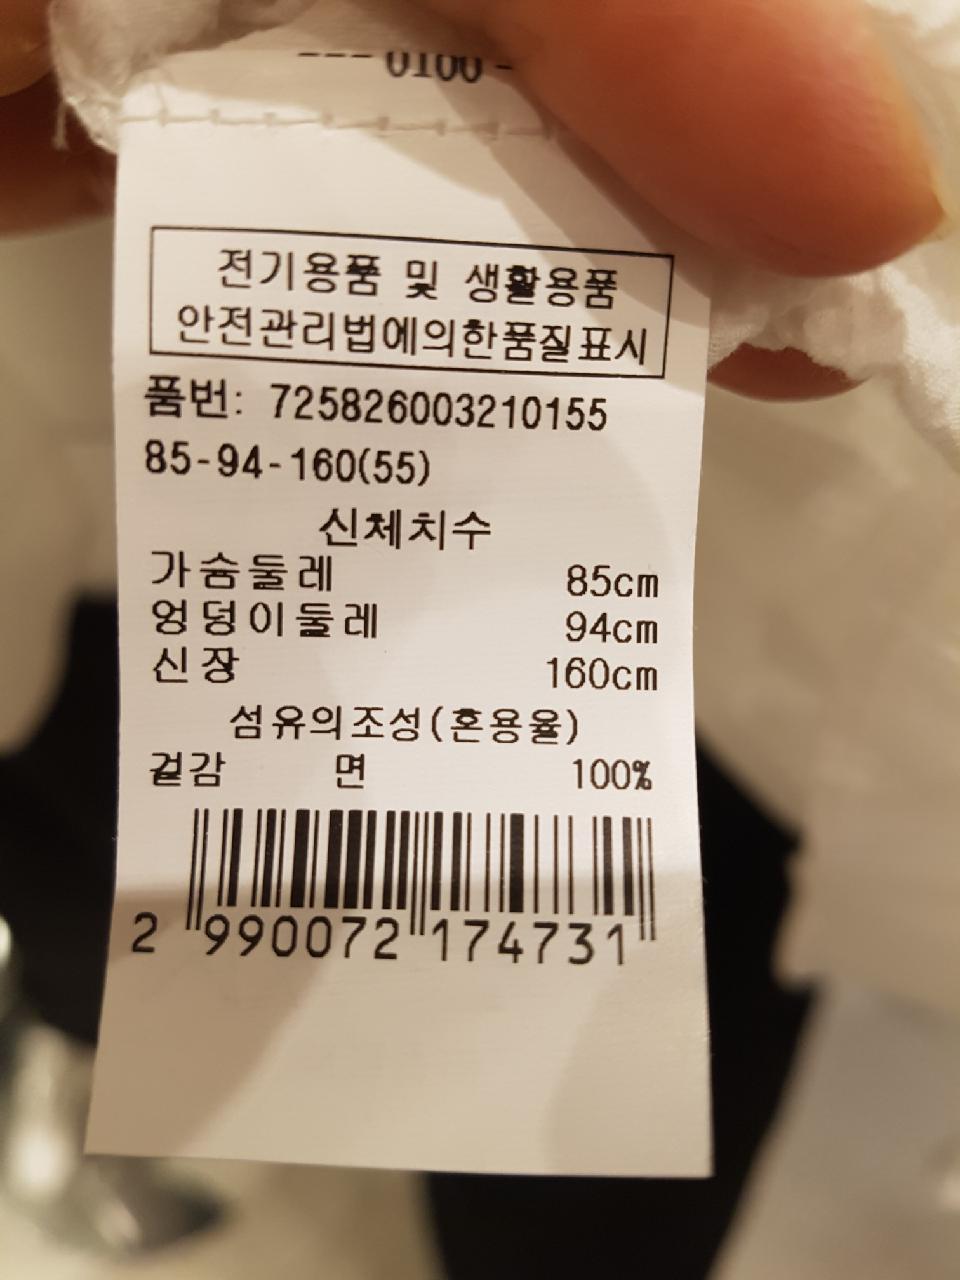 전기용품 및 생활용품
안전관리법에의한품질표시
품번: 725826003210155
85-94-160(55)
신체치수
가슴둘레 85cm
엉덩이둘레 94cm
신장 160cm
섬유의조성(혼용율)
겉감 면 100%
2 990072 174731